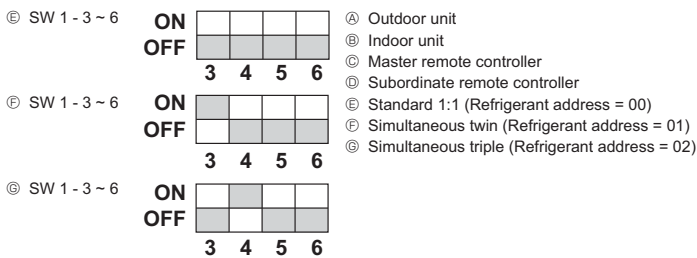 Ⓔ SW 1 - 3 ~ 6
ON
OFF
3 4 5 6
Ⓕ SW 1 - 3 ~ 6
ON
OFF
3 4 5 6
Ⓖ SW 1 - 3 ~ 6
ON
OFF
3 4 5 6
Ⓐ Outdoor unit
Ⓑ Indoor unit
Ⓒ Master remote controller
Ⓓ Subordinate remote controller
Ⓔ Standard 1:1 (Refrigerant address = 00)
Ⓕ Simultaneous twin (Refrigerant address = 01)
Ⓖ Simultaneous triple (Refrigerant address = 02)